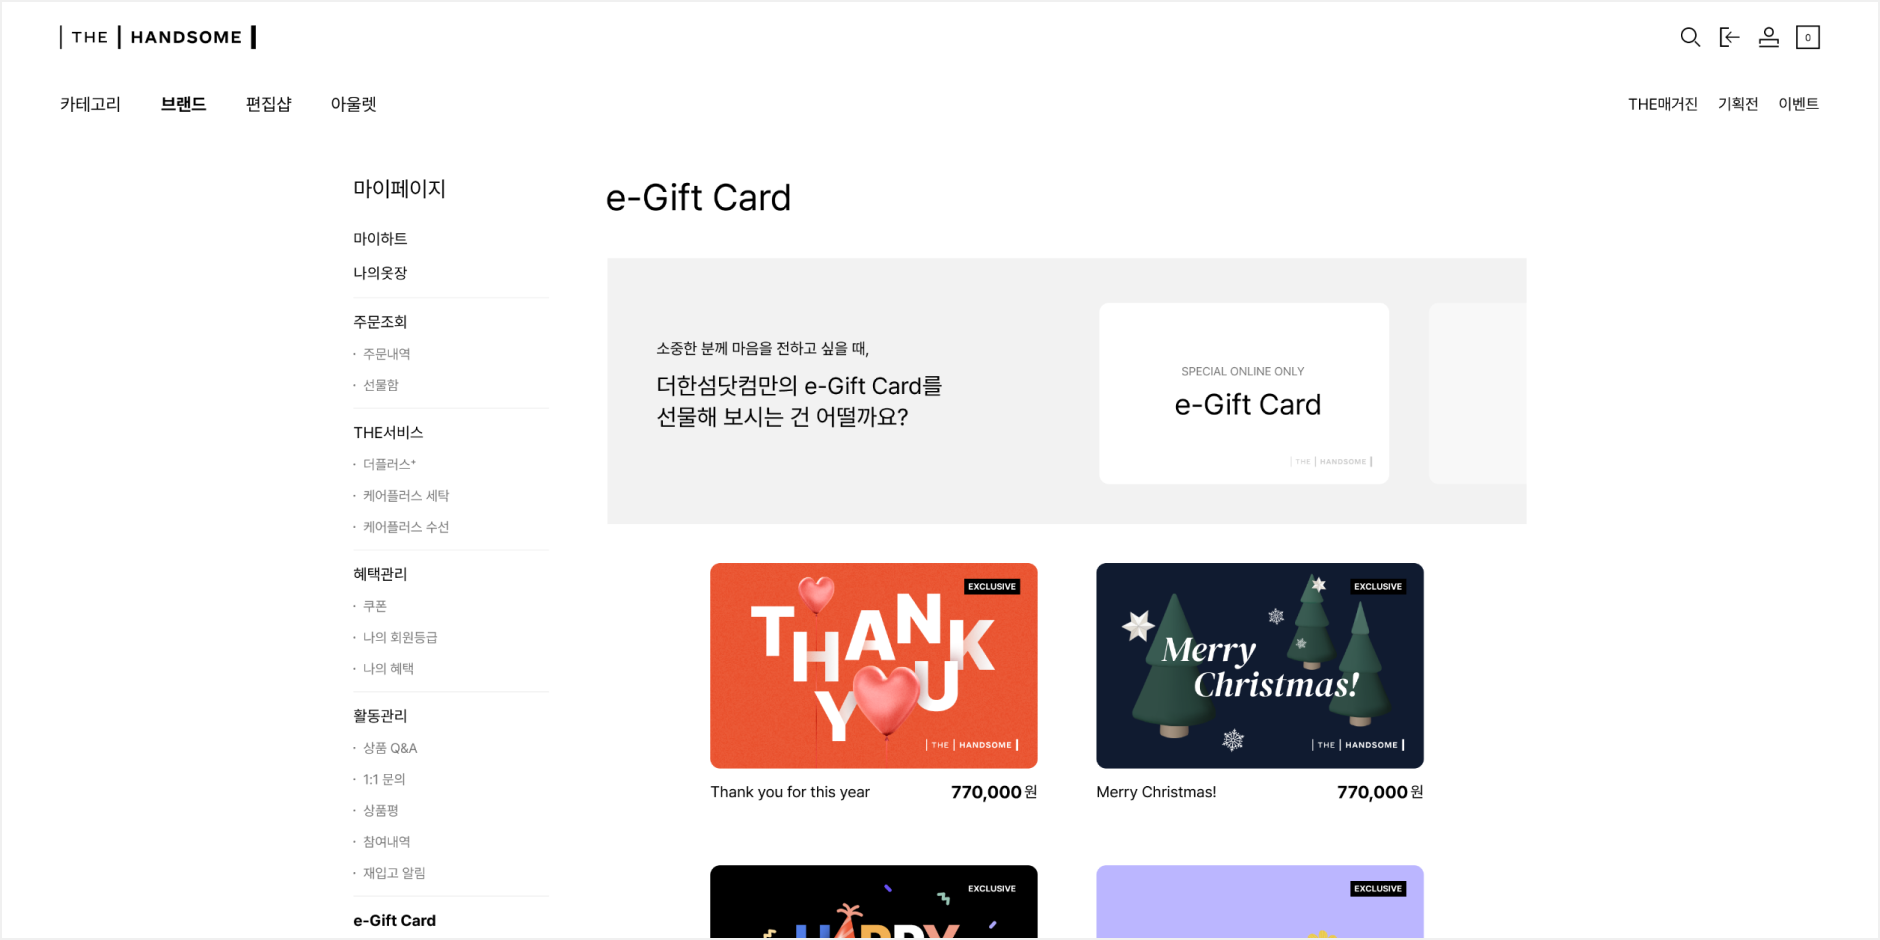 THE HANDSOME
0
카테고리 브랜드 편집샵 아울렛
THE매거진 기획전 이벤트
마이페이지
마이하트
나의옷장
주문조회
· 주문내역
· 선물함
THE서비스
· 더플러스⁺
· 케어플러스 세탁
· 케어플러스 수선
혜택관리
· 쿠폰
· 나의 회원등급
· 나의 혜택
활동관리
· 상품 Q&A
· 1:1 문의
· 상품평
· 참여내역
· 재입고 알림
e-Gift Card
e-Gift Card
소중한 분께 마음을 전하고 싶을 때,
더한섬닷컴만의 e-Gift Card를
선물해 보시는 건 어떨까요?
SPECIAL ONLINE ONLY
e-Gift Card
THE HANDSOME
EXCLUSIVE
THANK
YOU
THE HANDSOME
Thank you for this year 770,000원
EXCLUSIVE
Merry
Christmas!
THE HANDSOME
Merry Christmas! 770,000원
EXCLUSIVE
HAPPY
EXCLUSIVE